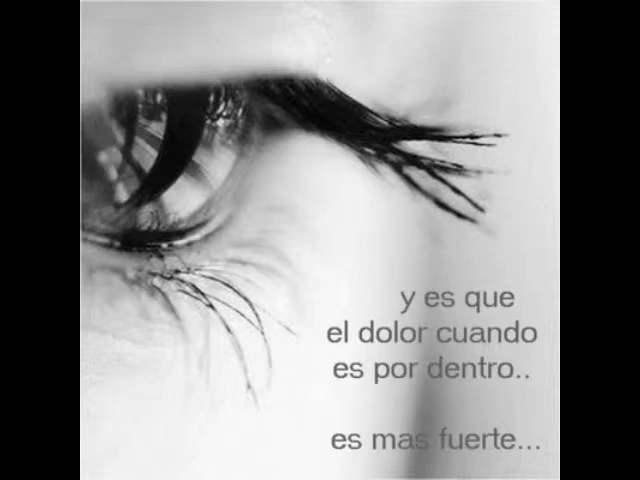 y es que
el dolor cuando
es por dentro..
es mas fuerte...